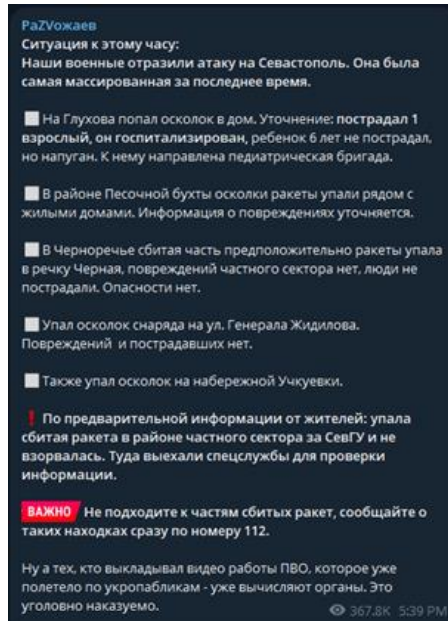 РаZVожаев
Ситуация к этому часу:
Наши военные отразили атаку на Севастополь. Она была
самая массированная за последнее время.
На Глухова попал осколок в дом. Уточнение: пострадал 1
взрослый, он госпитализирован, ребенок 6 лет не пострадал,
но напуган. К нему направлена педиатрическая бригада.
В районе Песочной бухты осколки ракеты упали рядом с
жилыми домами. Информация о повреждениях уточняется.
В Черноречье сбитая часть предположительно ракеты упала
в речку Черная, повреждений частного сектора нет, люди не
пострадали. Опасности нет.
Упал осколок снаряда на ул. Генерала Жидилова.
Повреждений и пострадавших нет.
Также упал осколок на набережной Учкуевки.
❗ По предварительной информации от жителей: упала
сбитая ракета в районе частного сектора за СевГУ и не
взорвалась. Туда выехали спецслужбы для проверки
информации.
ВАЖНО Не подходите к частям сбитых ракет, сообщайте о
таких находках сразу по номеру 112.
Ну а тех, кто выкладывал видео работы ПВО, которое уже
полетело по укропабликам - уже вычисляют органы. Это
уголовно наказуемо. 367.8K 5:39 PM